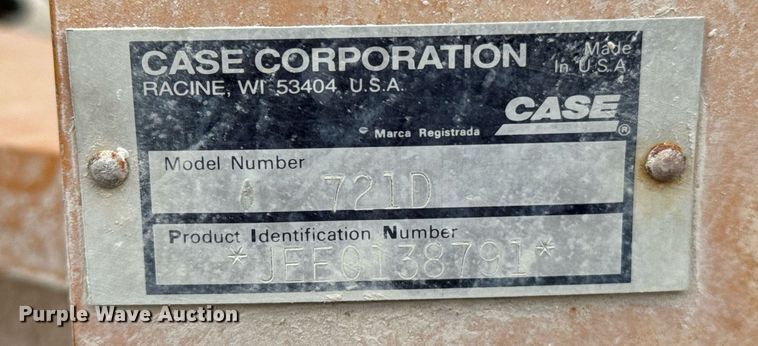 CASE CORPORATION
RACINE, WI 53404 U.S.A.
Made
In U.S.A.
CASE®
Marca Registrada
Model Number
721D
Product Identification Number
*JEE0138791*
Purple Wave Auction®